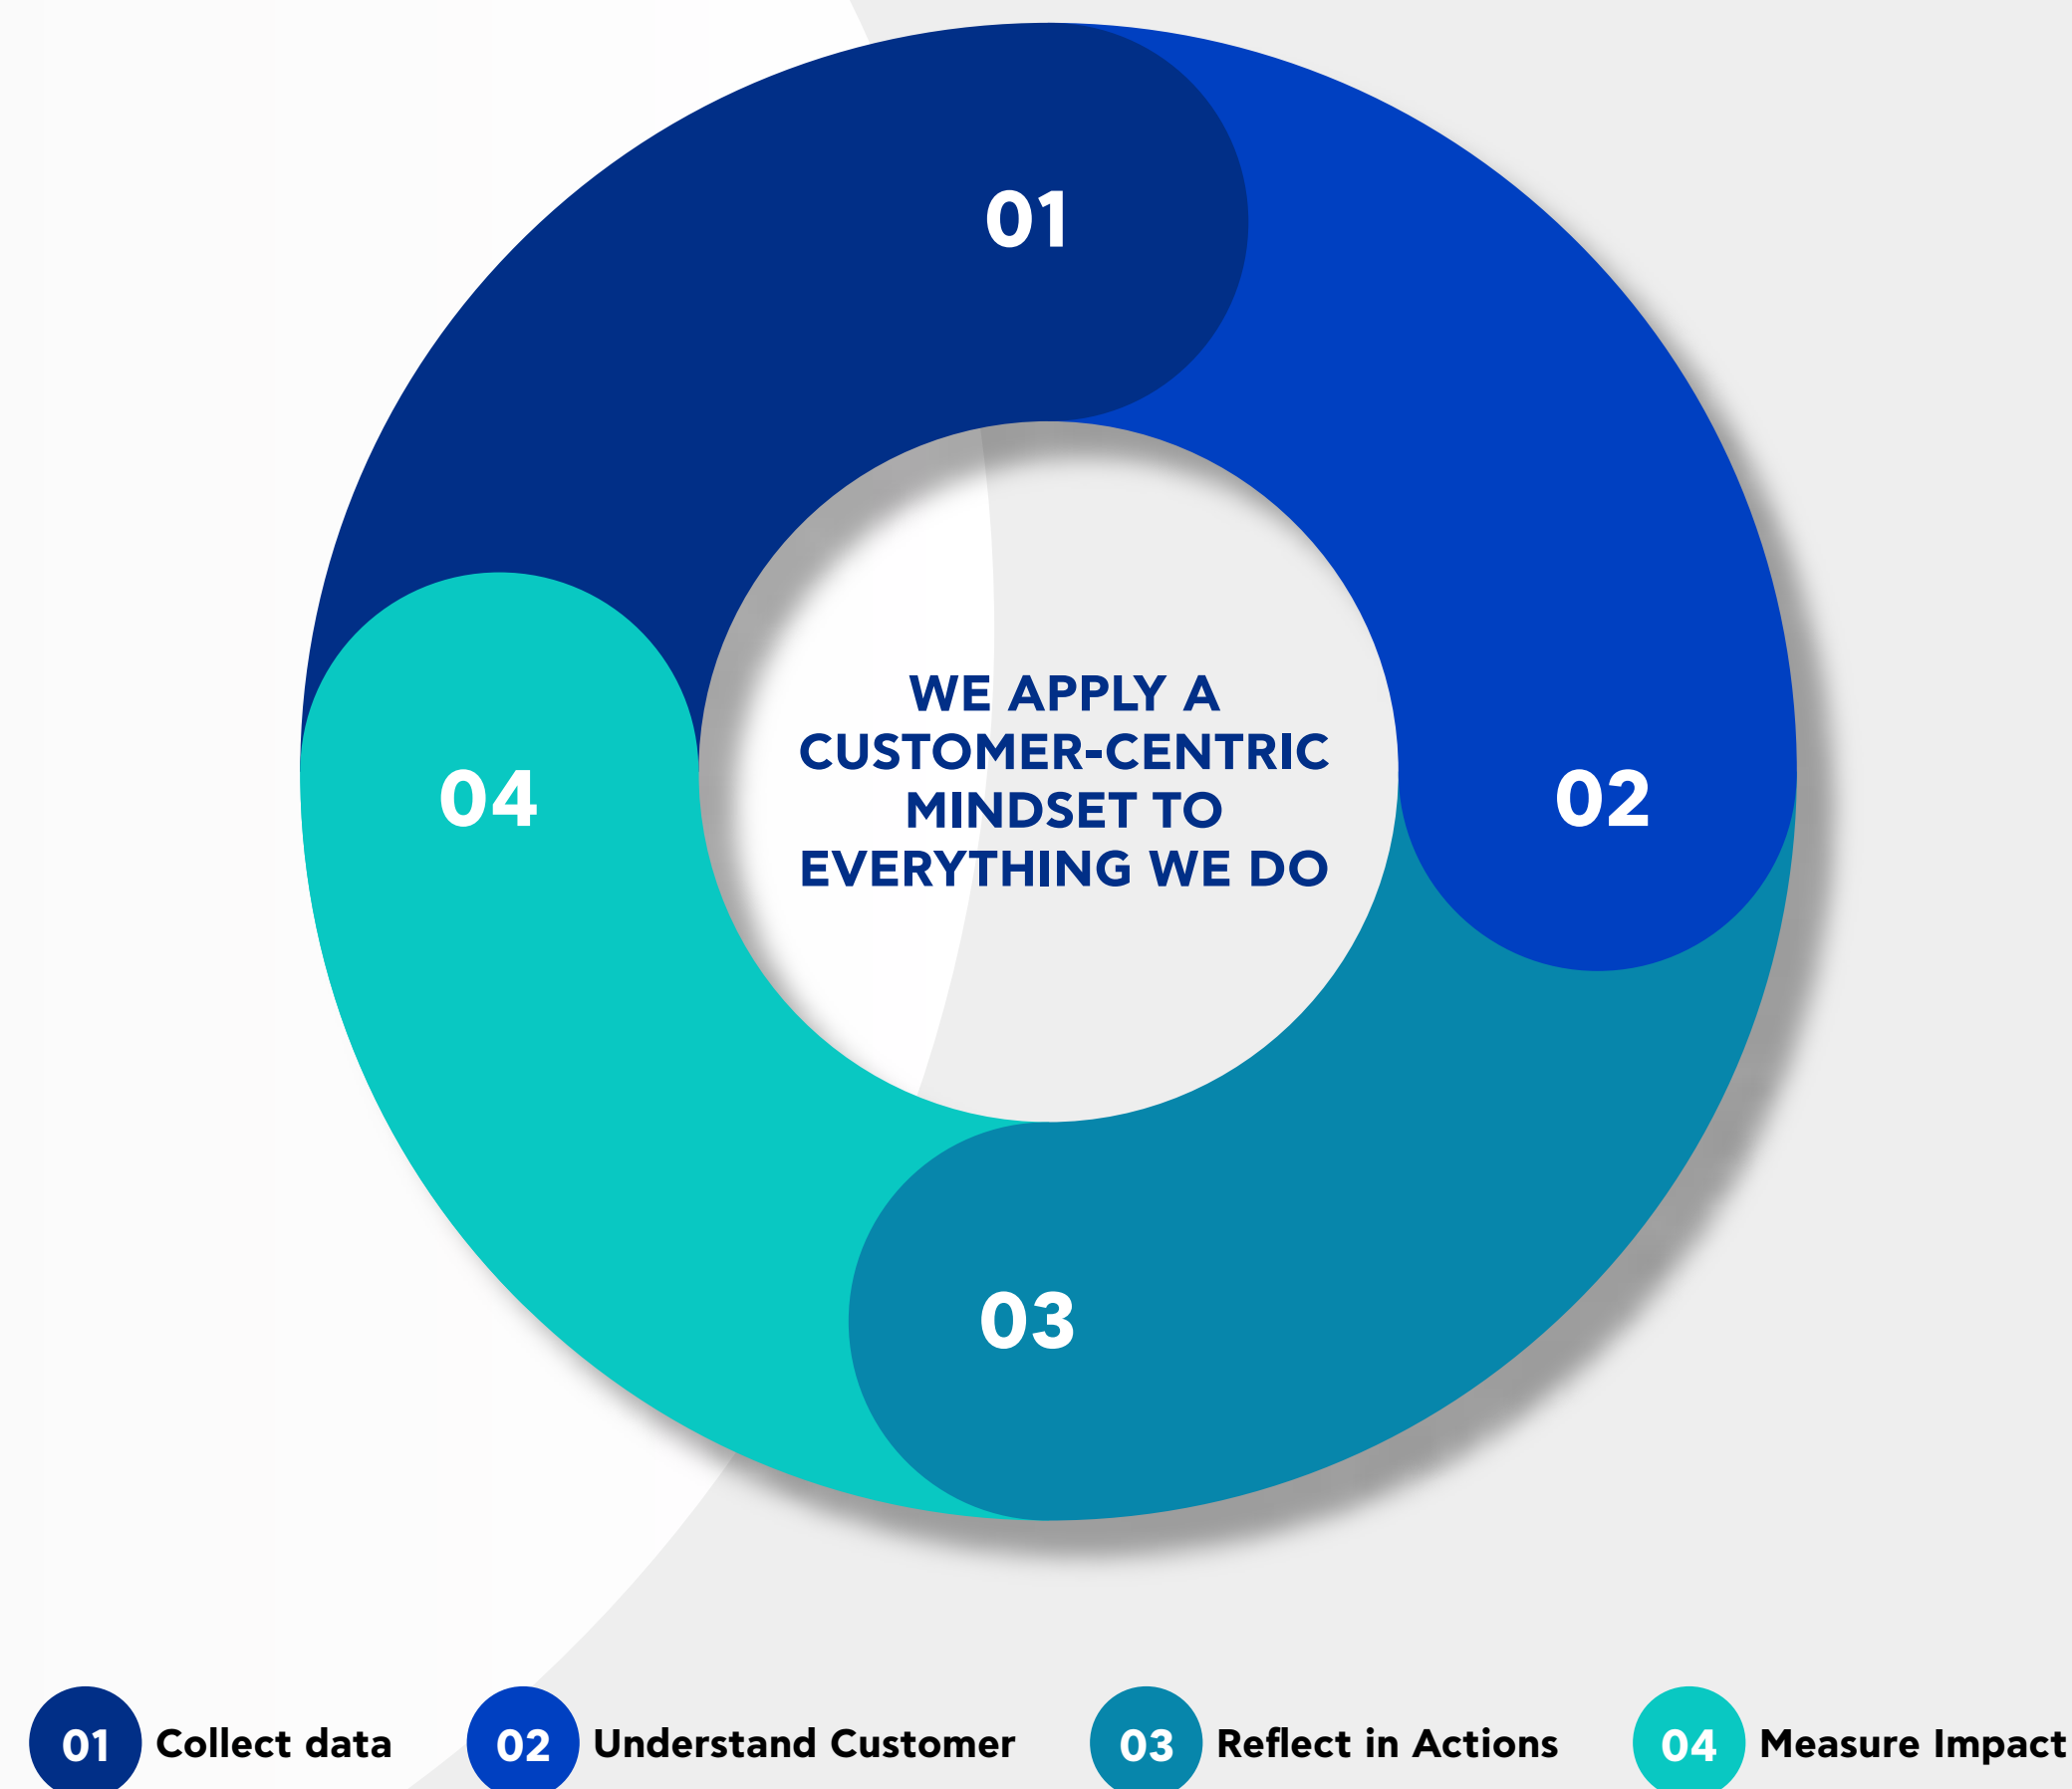 01
WE APPLY A
CUSTOMER-CENTRIC
MINDSET TO
EVERYTHING WE DO
04
02
03
01 Collect data
02 Understand Customer
03 Reflect in Actions
04 Measure Impact